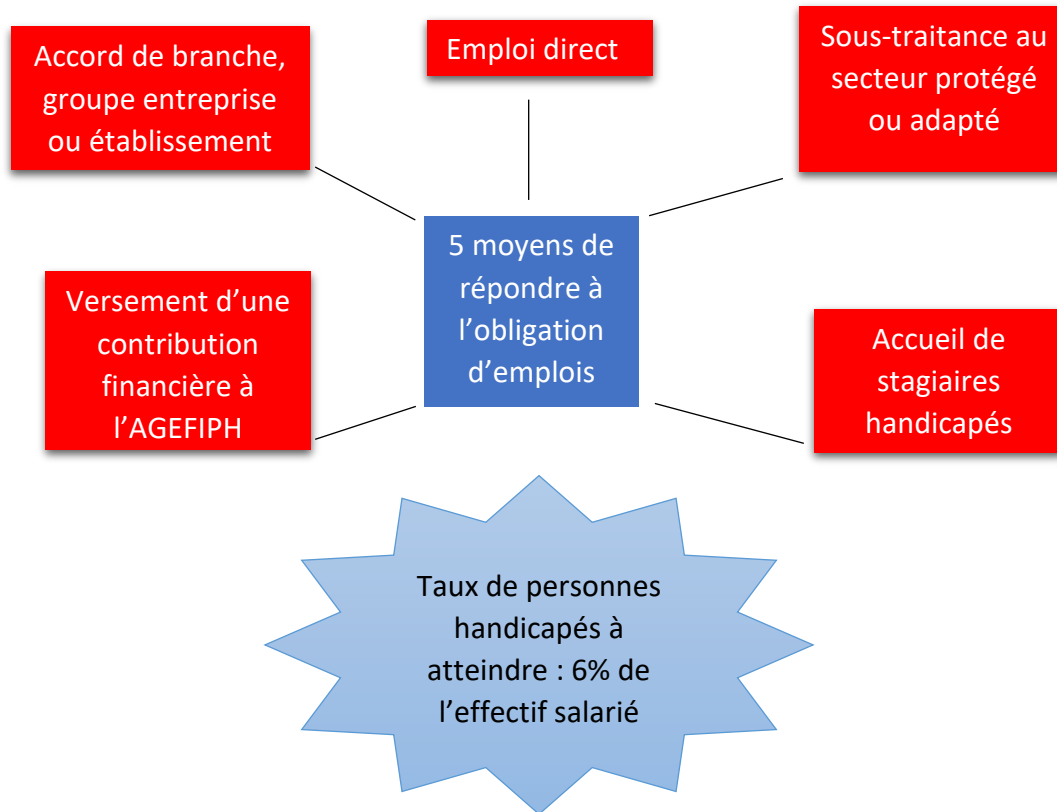 Accord de branche,
groupe entreprise
ou établissement
Emploi direct
Sous-traitance au
secteur protégé
ou adapté
5 moyens de
répondre à
l’obligation
d’emplois
Versement d’une
contribution
financière à
l’AGEFIPH
Accueil de
stagiaires
handicapés
Taux de personnes
handicapés à
atteindre : 6% de
l’effectif salarié